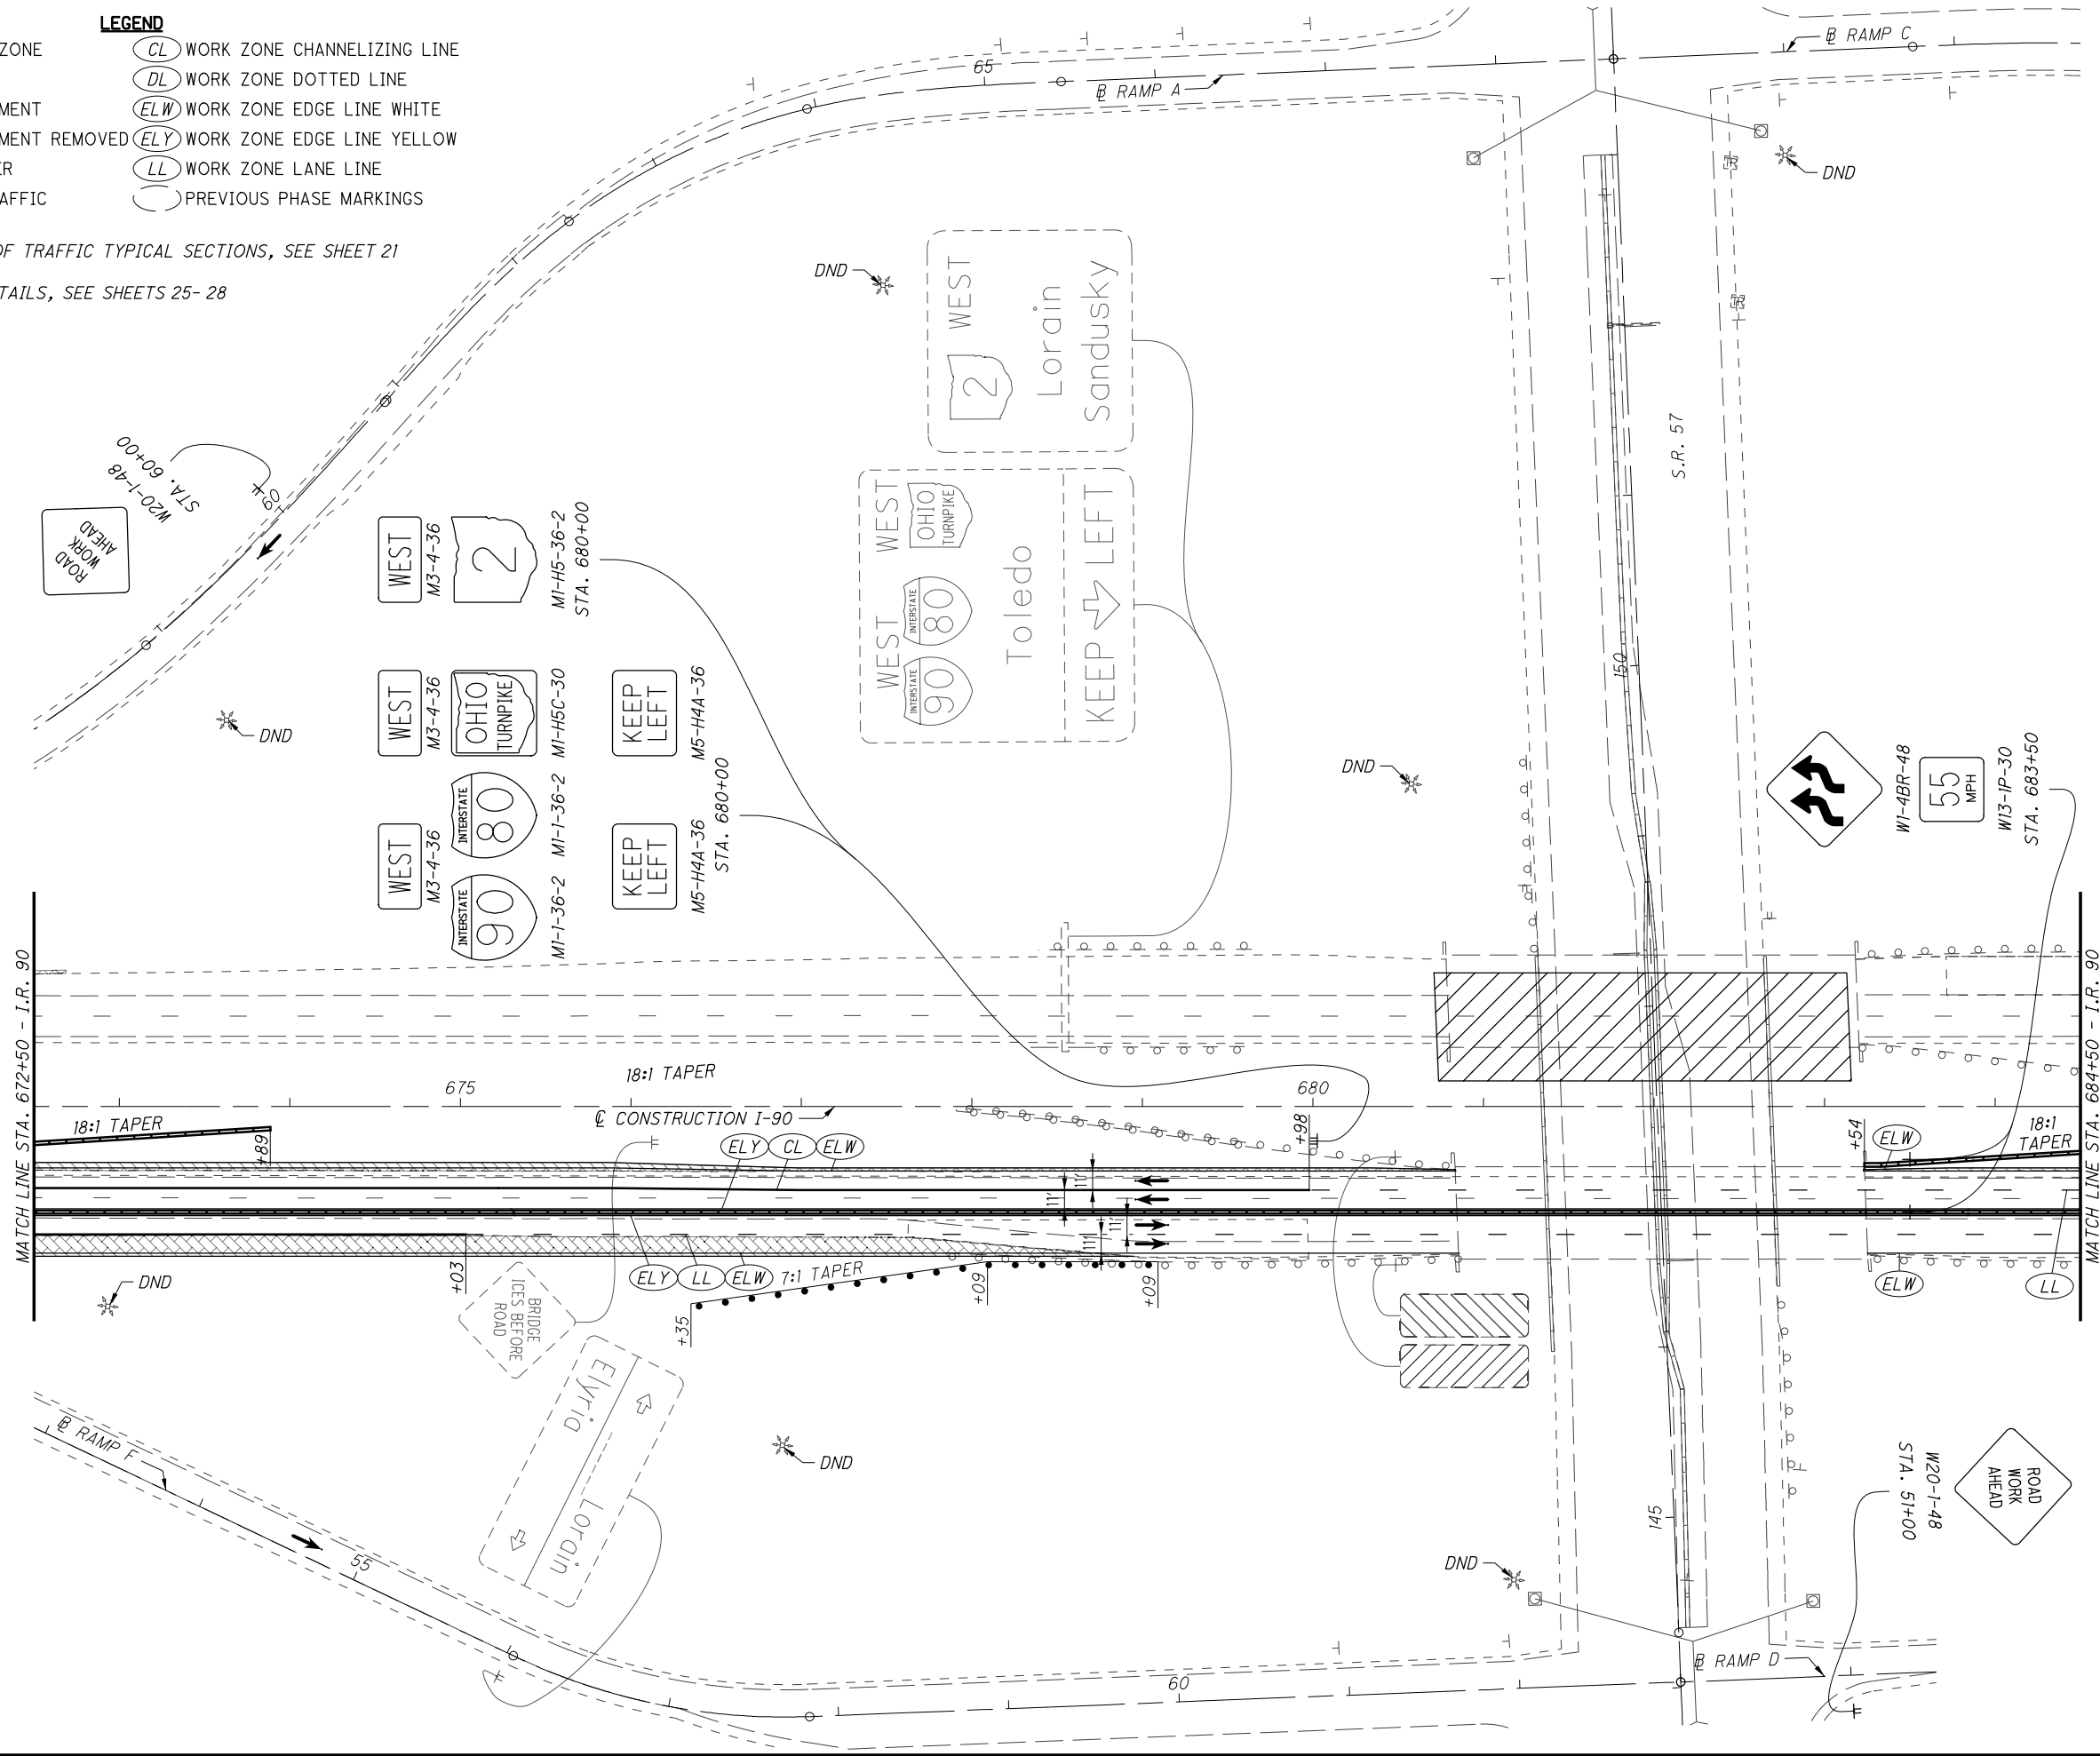 LEGEND
ZONE
CL WORK ZONE CHANNELIZING LINE
DL WORK ZONE DOTTED LINE
MENT
ELW WORK ZONE EDGE LINE WHITE
MENT REMOVED
ELY WORK ZONE EDGE LINE YELLOW
ER
LL WORK ZONE LANE LINE
AFFIC
PREVIOUS PHASE MARKINGS
OF TRAFFIC TYPICAL SECTIONS, SEE SHEET 21
TAILS, SEE SHEETS 25-28
65
℄ RAMP A
℄ RAMP C
DND
DND
WEST
2
Lorain
Sandusky
S.R. 57
W20-1-48
STA. 60+00
60
ROAD
WORK
AHEAD
WEST
M3-4-36
2
M1-H5-36-2
STA. 680+00
WEST
OHIO
TURNPIKE
WEST
INTERSTATE
80
INTERSTATE
90
Toledo
KEEP LEFT
WEST
M3-4-36
OHIO
TURNPIKE
M1-H5C-30
KEEP
LEFT
M5-H4A-36
DND
INTERSTATE
80
M1-1-36-2
WEST
M3-4-36
INTERSTATE
90
M1-1-36-2
KEEP
LEFT
M5-H4A-36
STA. 680+00
DND
150
W1-4BR-48
55
MPH
W13-1P-30
STA. 683+50
MATCH LINE STA. 672+50 - I.R. 90
MATCH LINE STA. 684+50 - I.R. 90
675
18:1 TAPER
680
18:1 TAPER
℄ CONSTRUCTION I-90
+89
ELY
CL
ELW
+98
+54
ELW
18:1
TAPER
11'
11'
11'
11'
+03
ELY
LL
ELW
7:1 TAPER
+35
+09
+09
ELW
LL
DND
BRIDGE
ICES BEFORE
ROAD
Elyria
Lorain
DND
℄ RAMP F
55
145
DND
W20-1-48
STA. 51+00
ROAD
WORK
AHEAD
60
℄ RAMP D